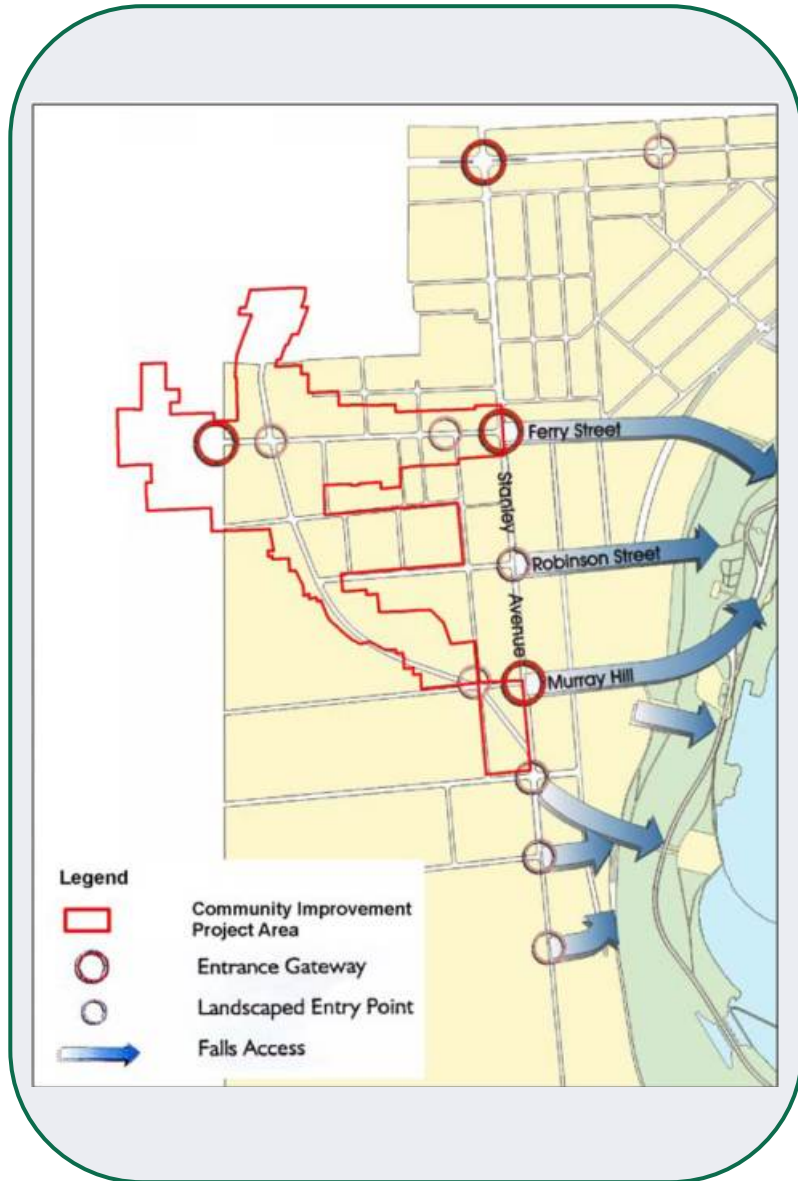 Ferry Street
Stanley
Avenue
Robinson Street
Murray Hill
Legend
Community Improvement
Project Area
Entrance Gateway
Landscaped Entry Point
Falls Access